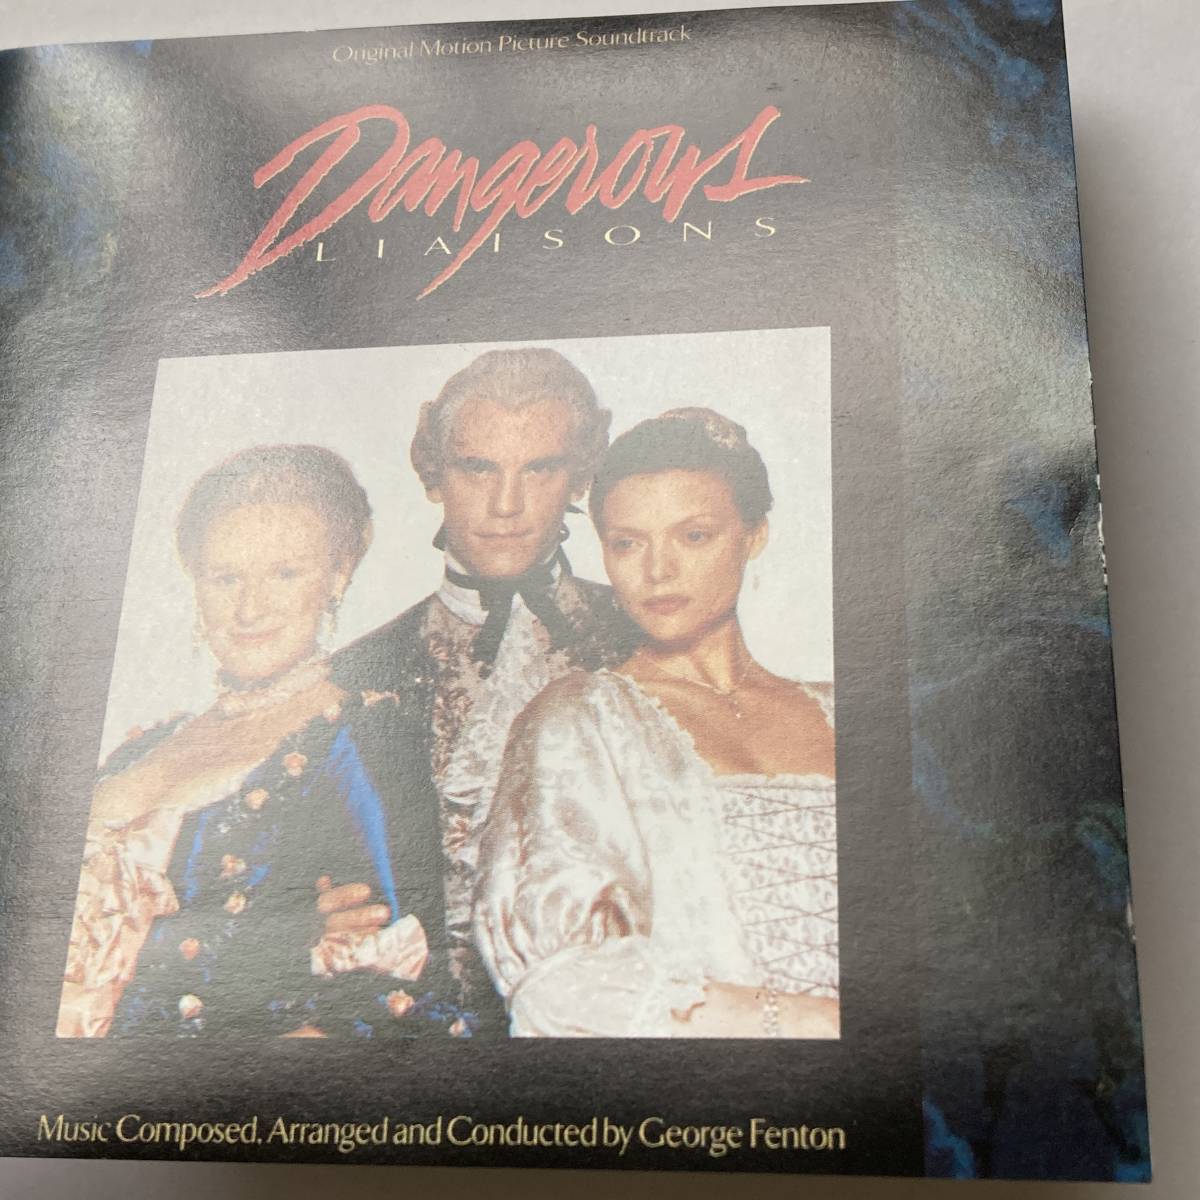 Original Motion Picture Soundtrack
Dangerous
LIAISONS
Music Composed, Arranged and Conducted by George Fenton